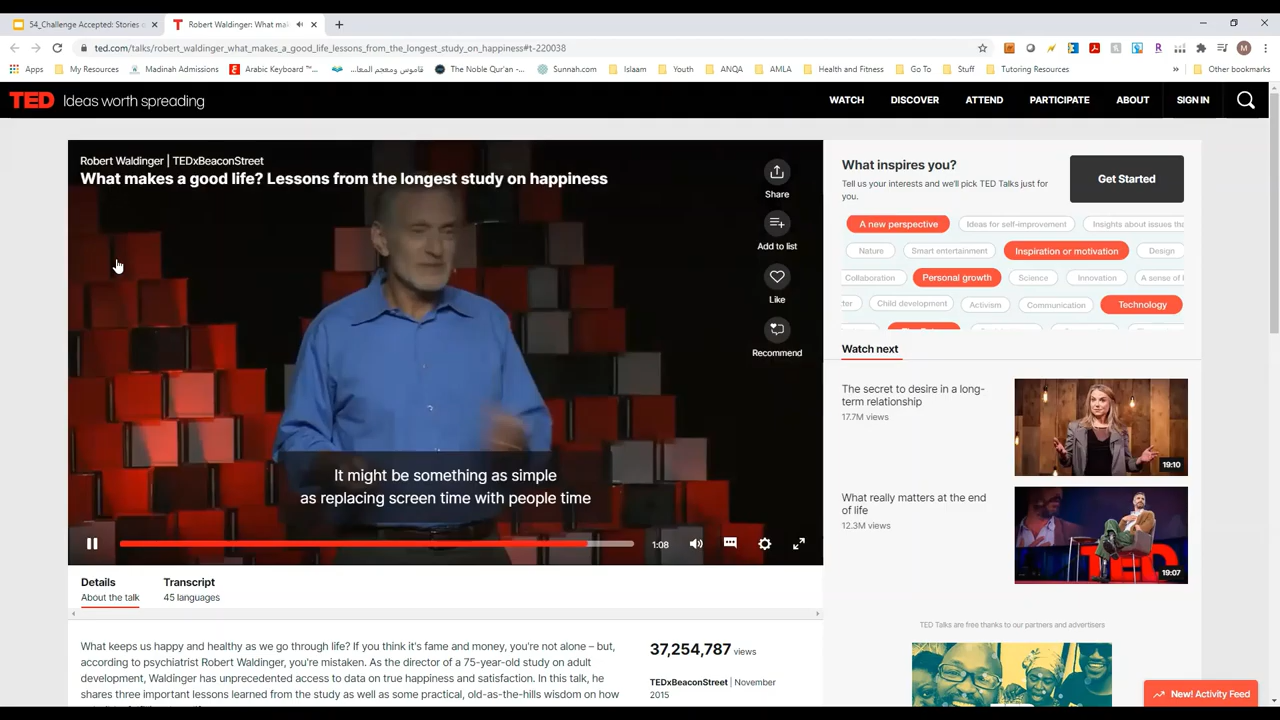 54_Challenge Accepted: Stories o
Robert Waldinger: What mak
ted.com/talks/robert_waldinger_what_makes_a_good_life_lessons_from_the_longest_study_on_happiness#t-220038
Apps My Resources Madinah Admissions Arabic Keyboard ™... قاموس ومعجم المعا... The Noble Qur'an -... Sunnah.com Islaam Youth ANQA AMLA Health and Fitness Go To Stuff Tutoring Resources » Other bookmarks
TED Ideas worth spreading
WATCH DISCOVER ATTEND PARTICIPATE ABOUT SIGN IN
Robert Waldinger | TEDxBeaconStreet
What makes a good life? Lessons from the longest study on happiness
Share
Add to list
Like
Recommend
It might be something as simple
as replacing screen time with people time
1:08
Details
About the talk
Transcript
45 languages
What keeps us happy and healthy as we go through life? If you think it's fame and money, you're not alone – but,
according to psychiatrist Robert Waldinger, you're mistaken. As the director of a 75-year-old study on adult
development, Waldinger has unprecedented access to data on true happiness and satisfaction. In this talk, he
shares three important lessons learned from the study as well as some practical, old-as-the-hills wisdom on how
37,254,787 views
TEDxBeaconStreet | November
2015
What inspires you?
Tell us your interests and we'll pick TED Talks just for
you.
Get Started
A new perspective Ideas for self-improvement Insights about issues tha
Nature Smart entertainment Inspiration or motivation Design
Collaboration Personal growth Science Innovation A sense of
ter Child development Activism Communication Technology
Watch next
The secret to desire in a long-
term relationship
17.7M views
19:10
What really matters at the end
of life
12.3M views
TED
19:07
TED Talks are free thanks to our partners and advertisers
New! Activity Feed